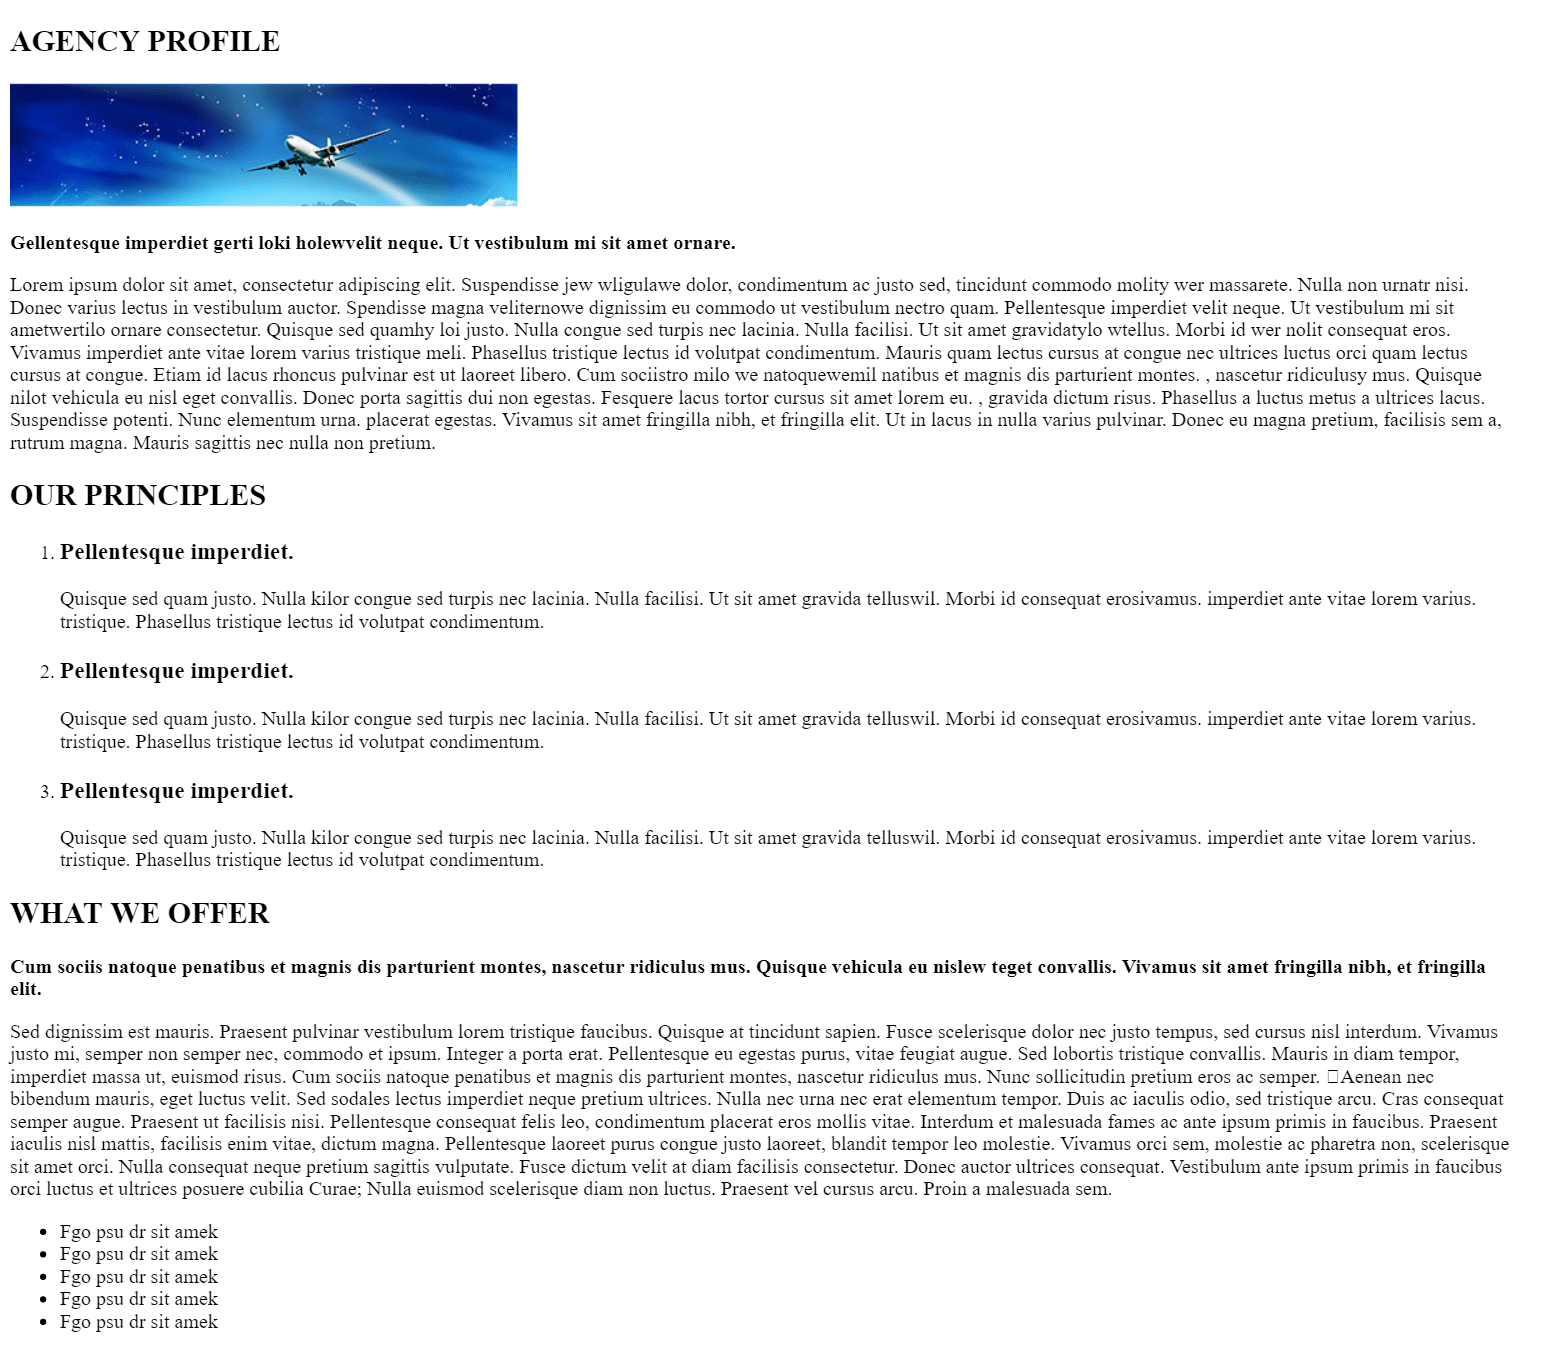 AGENCY PROFILE
Gellentesque imperdiet gerti loki holewvelit neque. Ut vestibulum mi sit amet ornare.
Lorem ipsum dolor sit amet, consectetur adipiscing elit. Suspendisse jew wligulawe dolor, condimentum ac justo sed, tincidunt commodo molity wer massarete. Nulla non urnatr nisi.
Donec varius lectus in vestibulum auctor. Spendisse magna veliternowe dignissim eu commodo ut vestibulum nectro quam. Pellentesque imperdiet velit neque. Ut vestibulum mi sit
ametwertilo ornare consectetur. Quisque sed quamhy loi justo. Nulla congue sed turpis nec lacinia. Nulla facilisi. Ut sit amet gravidatylo wtellus. Morbi id wer nolit consequat eros.
Vivamus imperdiet ante vitae lorem varius tristique meli. Phasellus tristique lectus id volutpat condimentum. Mauris quam lectus cursus at congue nec ultrices luctus orci quam lectus
cursus at congue. Etiam id lacus rhoncus pulvinar est ut laoreet libero. Cum sociistro milo we natoquewemil natibus et magnis dis parturient montes. , nascetur ridiculusy mus. Quisque
nilot vehicula eu nisl eget convallis. Donec porta sagittis dui non egestas. Fesquere lacus tortor cursus sit amet lorem eu. , gravida dictum risus. Phasellus a luctus metus a ultrices lacus.
Suspendisse potenti. Nunc elementum urna. placerat egestas. Vivamus sit amet fringilla nibh, et fringilla elit. Ut in lacus in nulla varius pulvinar. Donec eu magna pretium, facilisis sem a,
rutrum magna. Mauris sagittis nec nulla non pretium.
OUR PRINCIPLES
1. Pellentesque imperdiet.
Quisque sed quam justo. Nulla kilor congue sed turpis nec lacinia. Nulla facilisi. Ut sit amet gravida telluswil. Morbi id consequat erosivamus. imperdiet ante vitae lorem varius.
tristique. Phasellus tristique lectus id volutpat condimentum.
2. Pellentesque imperdiet.
Quisque sed quam justo. Nulla kilor congue sed turpis nec lacinia. Nulla facilisi. Ut sit amet gravida telluswil. Morbi id consequat erosivamus. imperdiet ante vitae lorem varius.
tristique. Phasellus tristique lectus id volutpat condimentum.
3. Pellentesque imperdiet.
Quisque sed quam justo. Nulla kilor congue sed turpis nec lacinia. Nulla facilisi. Ut sit amet gravida telluswil. Morbi id consequat erosivamus. imperdiet ante vitae lorem varius.
tristique. Phasellus tristique lectus id volutpat condimentum.
WHAT WE OFFER
Cum sociis natoque penatibus et magnis dis parturient montes, nascetur ridiculus mus. Quisque vehicula eu nislew teget convallis. Vivamus sit amet fringilla nibh, et fringilla
elit.
Sed dignissim est mauris. Praesent pulvinar vestibulum lorem tristique faucibus. Quisque at tincidunt sapien. Fusce scelerisque dolor nec justo tempus, sed cursus nisl interdum. Vivamus
justo mi, semper non semper nec, commodo et ipsum. Integer a porta erat. Pellentesque eu egestas purus, vitae feugiat augue. Sed lobortis tristique convallis. Mauris in diam tempor,
imperdiet massa ut, euismod risus. Cum sociis natoque penatibus et magnis dis parturient montes, nascetur ridiculus mus. Nunc sollicitudin pretium eros ac semper. Aenean nec
bibendum mauris, eget luctus velit. Sed sodales lectus imperdiet neque pretium ultrices. Nulla nec urna nec erat elementum tempor. Duis ac iaculis odio, sed tristique arcu. Cras consequat
semper augue. Praesent ut facilisis nisi. Pellentesque consequat felis leo, condimentum placerat eros mollis vitae. Interdum et malesuada fames ac ante ipsum primis in faucibus. Praesent
iaculis nisl mattis, facilisis enim vitae, dictum magna. Pellentesque laoreet purus congue justo laoreet, blandit tempor leo molestie. Vivamus orci sem, molestie ac pharetra non, scelerisque
sit amet orci. Nulla consequat neque pretium sagittis vulputate. Fusce dictum velit at diam facilisis consectetur. Donec auctor ultrices consequat. Vestibulum ante ipsum primis in faucibus
orci luctus et ultrices posuere cubilia Curae; Nulla euismod scelerisque diam non luctus. Praesent vel cursus arcu. Proin a malesuada sem.
• Fgo psu dr sit amek
• Fgo psu dr sit amek
• Fgo psu dr sit amek
• Fgo psu dr sit amek
• Fgo psu dr sit amek